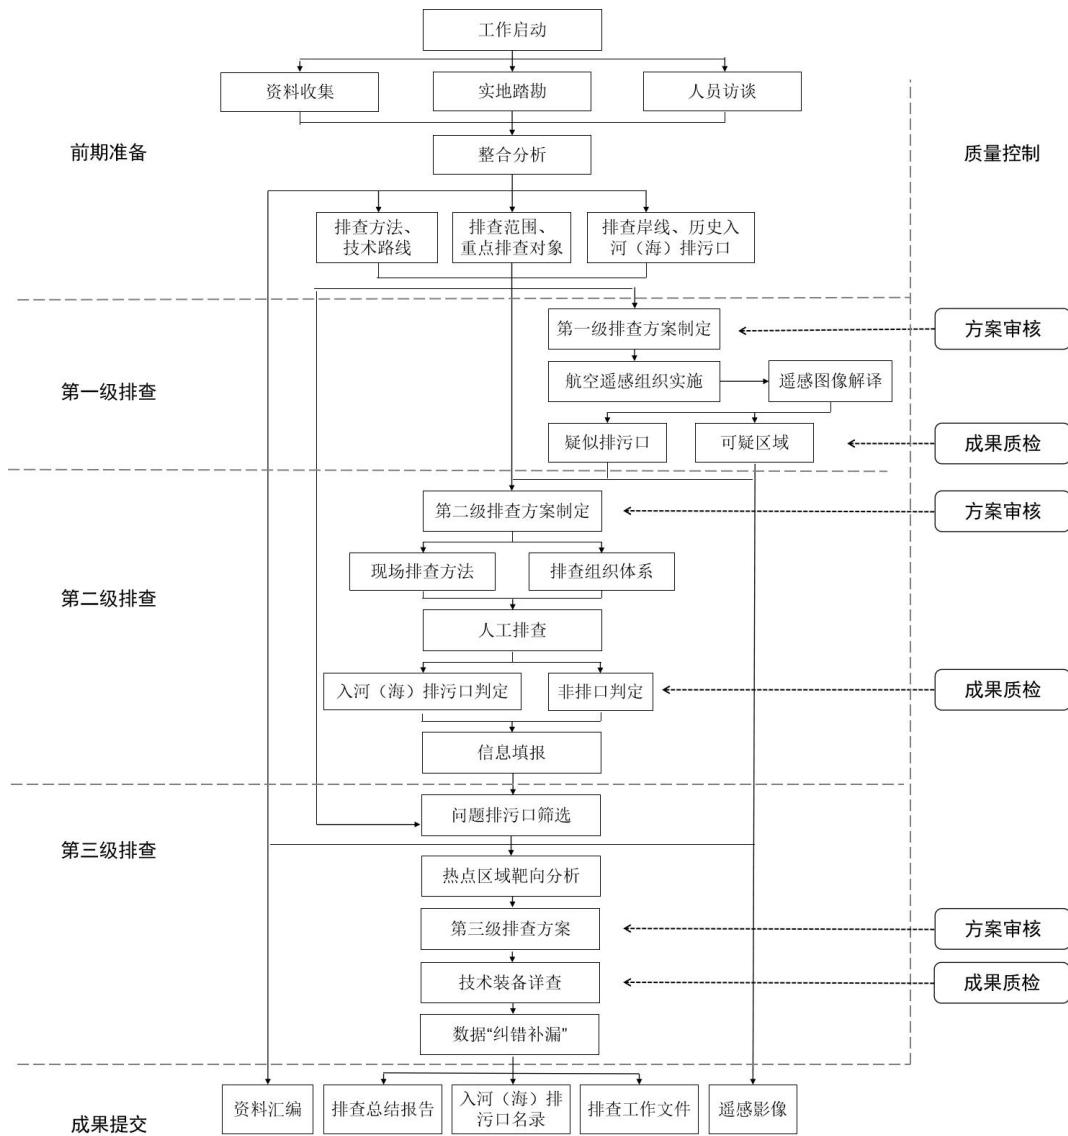 工作启动
资料收集
实地踏勘
人员访谈
前期准备
整合分析
质量控制
排查方法、
技术路线
排查范围、
重点排查对象
排查岸线、历史入
河（海）排污口
第一级排查方案制定
方案审核
第一级排查
航空遥感组织实施
遥感图像解译
疑似排污口
可疑区域
成果质检
第二级排查方案制定
方案审核
现场排查方法
排查组织体系
第二级排查
人工排查
入河（海）排污口判定
非排口判定
成果质检
信息填报
问题排污口筛选
第三级排查
热点区域靶向分析
第三级排查方案
方案审核
技术装备详查
成果质检
数据“纠错补漏”
成果提交
资料汇编
排查总结报告
入河（海）排
污口名录
排查工作文件
遥感影像